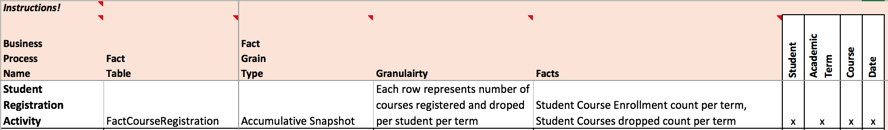 Instructions!
Business Process Name
Fact Table
Fact Grain Type
Granulairty
Facts
Student
Academic Term
Course
Date
Student Registration Activity
FactCourseRegistration
Accumulative Snapshot
Each row represents number of
courses registered and droped
per student per term
Student Course Enrollment count per term,
Student Courses dropped count per term
x x x x